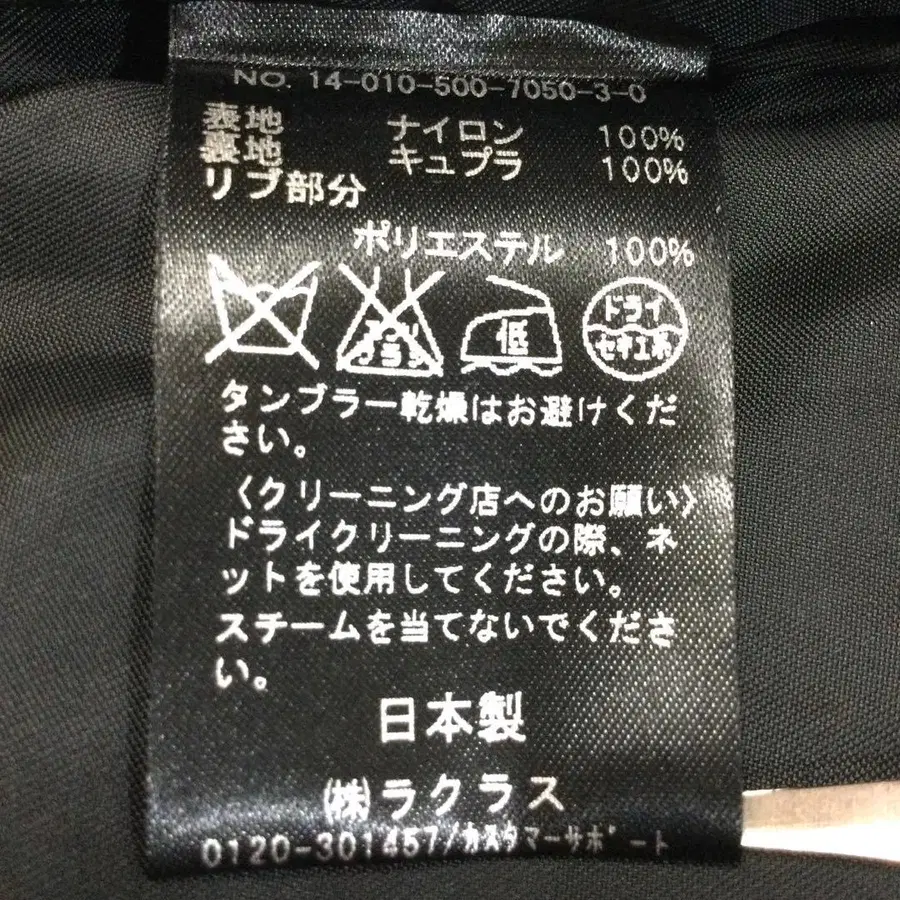 NO. 14-010-500-7050-3-0
表地 ナイロン 100%
裏地 キュプラ 100%
リブ部分
ポリエステル 100%
エンソ
サラシ
低
ドライ
セキユ系
タンブラー乾燥はお避けくだ
さい。
〈クリーニング店へのお願い〉
ドライクリーニングの際、ネ
ットを使用してください。
スチームを当てないでくださ
い。
日本製
㈱ラクラス
0120-301457/カスタマーサポート